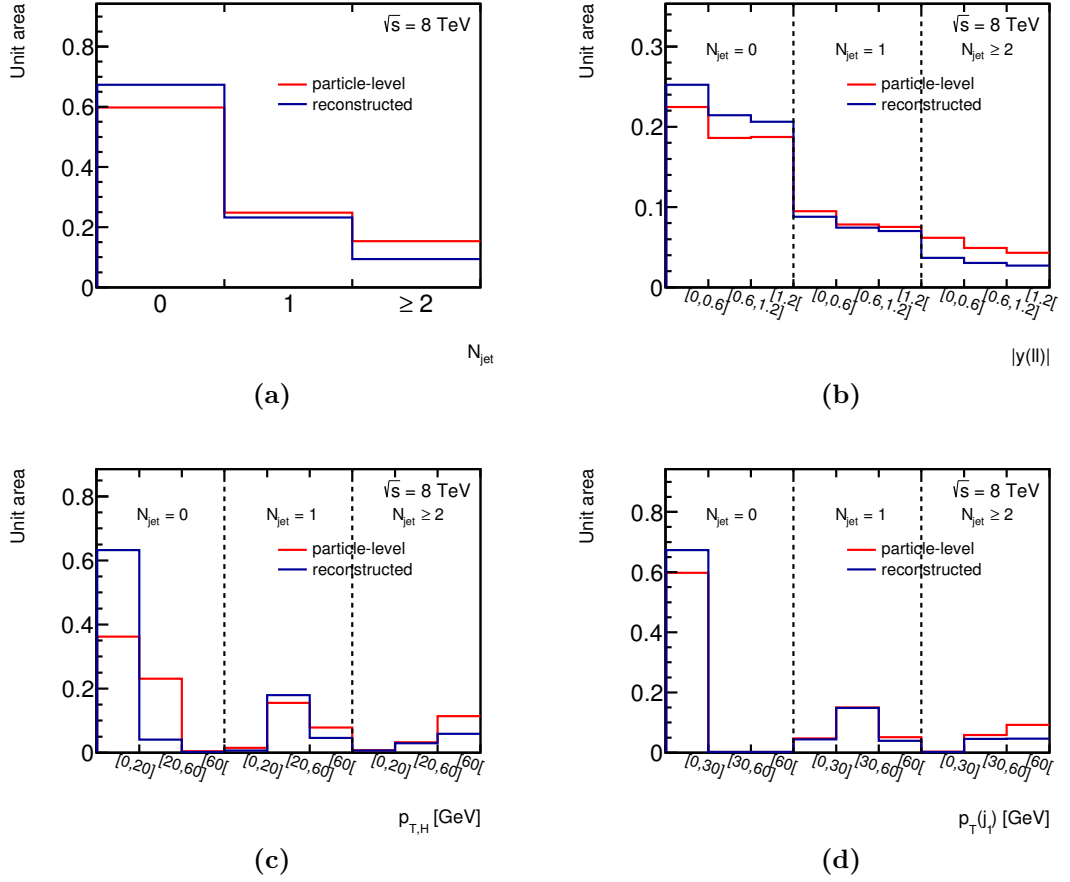 Unit area
√s = 8 TeV
particle-level
reconstructed
0.8
0.6
0.4
0.2
0
0 1 ≥ 2
N_jet
(a)
Unit area
√s = 8 TeV
N_jet = 0 N_jet = 1 N_jet ≥ 2
particle-level
reconstructed
0.3
0.2
0.1
0
[0,0.6] [0.6,1.2] [1.2[ [0,0.6] [0.6,1.2] [1.2[ [0,0.6] [0.6,1.2] [1.2[
|y(ll)|
(b)
Unit area
√s = 8 TeV
N_jet = 0 N_jet = 1 N_jet ≥ 2
particle-level
reconstructed
0.8
0.6
0.4
0.2
0
[0,20] [20,60] [60[ [0,20] [20,60] [60[ [0,20] [20,60] [60[
p_T,H [GeV]
(c)
Unit area
√s = 8 TeV
N_jet = 0 N_jet = 1 N_jet ≥ 2
particle-level
reconstructed
0.8
0.6
0.4
0.2
0
[0,30] [30,60] [60[ [0,30] [30,60] [60[ [0,30] [30,60] [60[
p_T(j_1) [GeV]
(d)